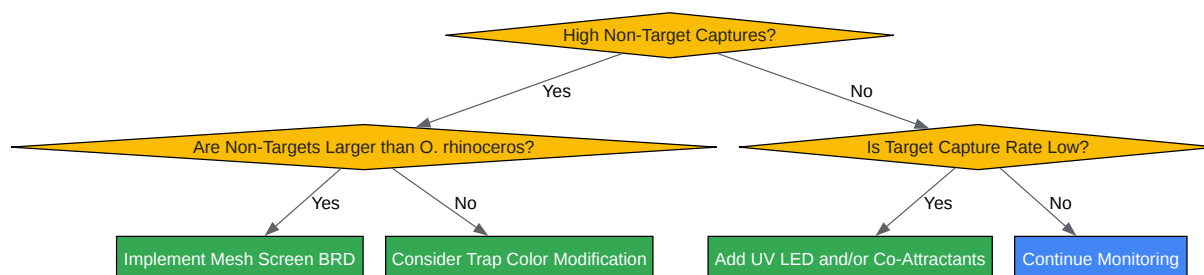 High Non-Target Captures?
Yes
No
Are Non-Targets Larger than O. rhinoceros?
Is Target Capture Rate Low?
Yes
No
Yes
No
Implement Mesh Screen BRD
Consider Trap Color Modification
Add UV LED and/or Co-Attractants
Continue Monitoring